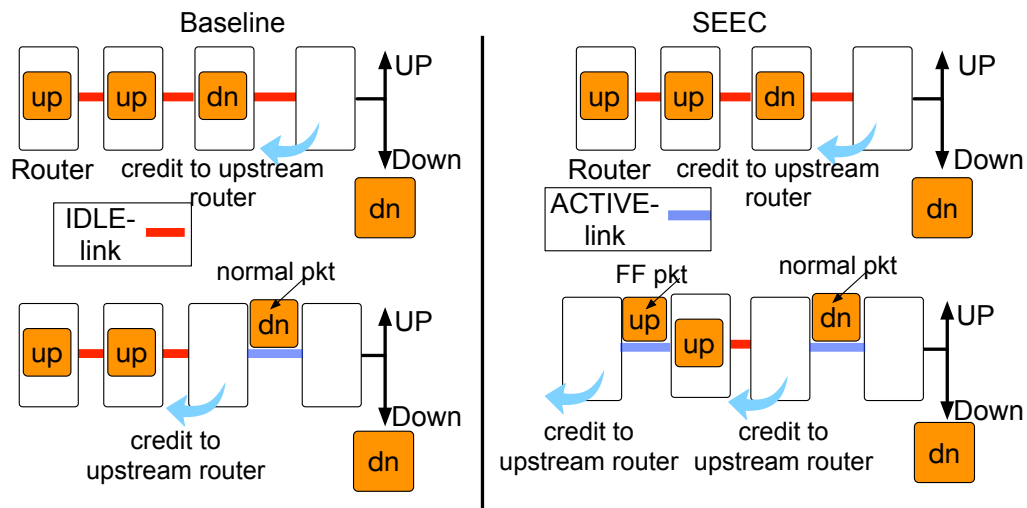 Baseline
up
up
dn
UP
Down
Router
credit to upstream
router
dn
IDLE-
link
normal pkt
dn
up
up
UP
Down
credit to
upstream router
dn
SEEC
up
up
dn
UP
Down
Router
credit to upstream
router
dn
ACTIVE-
link
FF pkt
normal pkt
up
dn
up
UP
Down
credit to
upstream router
credit to
upstream router
dn